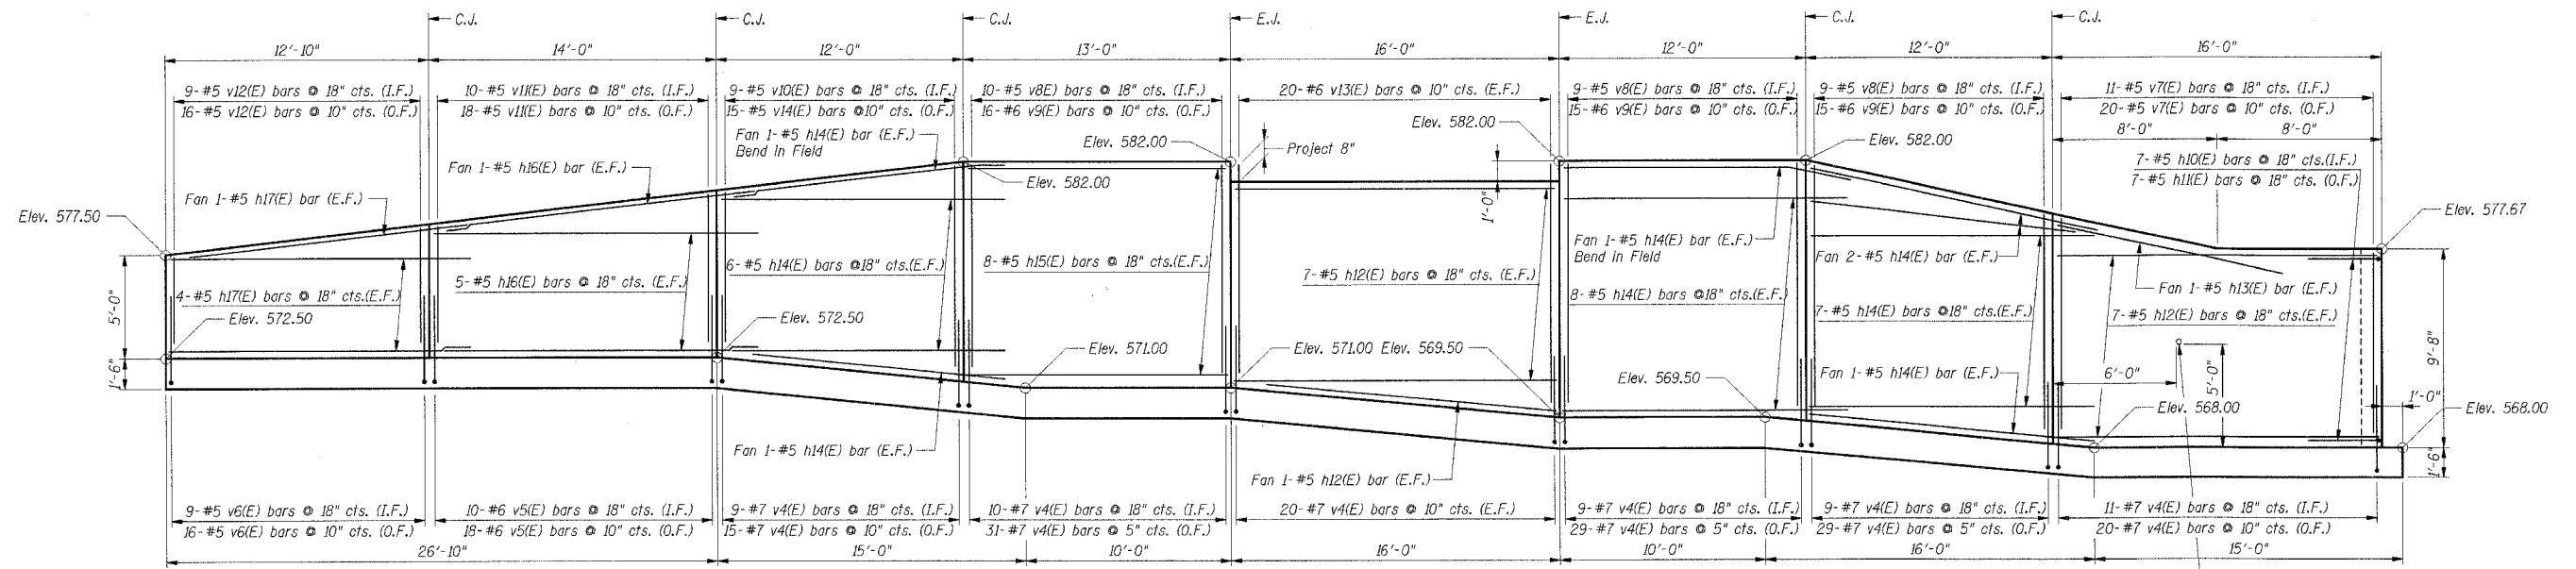 C.J.
C.J.
C.J.
E.J.
E.J.
C.J.
C.J.
12'-10"
14'-0"
12'-0"
13'-0"
16'-0"
12'-0"
12'-0"
16'-0"
9-#5 v12(E) bars @ 18" cts. (I.F.)
16-#5 v12(E) bars @ 10" cts. (O.F.)
10-#5 v11(E) bars @ 18" cts. (I.F.)
18-#5 v11(E) bars @ 10" cts. (O.F.)
9-#5 v10(E) bars @ 18" cts. (I.F.)
15-#5 v14(E) bars @10" cts. (O.F.)
10-#5 v8E) bars @ 18" cts. (I.F.)
16-#6 v9(E) bars @ 10" cts. (O.F.)
20-#6 v13(E) bars @ 10" cts. (E.F.)
9-#5 v8(E) bars @ 18" cts. (I.F.)
15-#6 v9(E) bars @ 10" cts. (O.F.)
9-#5 v8(E) bars @ 18" cts. (I.F.)
15-#6 v9(E) bars @ 10" cts. (O.F.)
11-#5 v7(E) bars @ 18" cts. (I.F.)
20-#5 v7(E) bars @ 10" cts. (O.F.)
8'-0"
8'-0"
Fan 1-#5 h14(E) bar (E.F.)
Bend In Field
Elev. 582.00
Project 8"
Elev. 582.00
Elev. 582.00
7-#5 h10(E) bars @ 18" cts.(I.F.)
7-#5 h11(E) bars @ 18" cts. (O.F.)
Fan 1-#5 h16(E) bar (E.F.)
Elev. 582.00
Fan 1-#5 h17(E) bar (E.F.)
Elev. 577.50
1'-0"
Elev. 577.67
Fan 1-#5 h14(E) bar (E.F.)
Bend In Field
Fan 2-#5 h14(E) bar (E.F.)
6-#5 h14(E) bars @18" cts.(E.F.)
8-#5 h15(E) bars @ 18" cts.(E.F.)
7-#5 h12(E) bars @ 18" cts.(E.F.)
Fan 1-#5 h13(E) bar (E.F.)
4-#5 h17(E) bars @ 18" cts.(E.F.)
5-#5 h16(E) bars @ 18" cts.(E.F.)
8-#5 h14(E) bars @18" cts.(E.F.)
7-#5 h14(E) bars @18" cts.(E.F.)
7-#5 h12(E) bars @ 18" cts.(E.F.)
5'-0"
Elev. 572.50
Elev. 572.50
Elev. 571.00
Elev. 571.00
Elev. 569.50
Elev. 569.50
Fan 1-#5 h14(E) bar (E.F.)
6'-0"
5'-0"
9'-8"
1'-0"
1'-6"
Elev. 568.00
Elev. 568.00
Fan 1-#5 h14(E) bar (E.F.)
Fan 1-#5 h12(E) bar (E.F.)
1'-6"
9-#5 v6(E) bars @ 18" cts. (I.F.)
16-#5 v6(E) bars @ 10" cts. (O.F.)
10-#6 v5(E) bars @ 18" cts. (I.F.)
18-#6 v5(E) bars @ 10" cts. (O.F.)
9-#7 v4(E) bars @ 18" cts. (I.F.)
15-#7 v4(E) bars @ 10" cts. (O.F.)
10-#7 v4(E) bars @ 18" cts. (I.F.)
31-#7 v4(E) bars @ 5" cts. (O.F.)
20-#7 v4(E) bars @ 10" cts. (E.F.)
9-#7 v4(E) bars @ 18" cts. (I.F.)
29-#7 v4(E) bars @ 5" cts. (O.F.)
9-#7 v4(E) bars @ 18" cts. (I.F.)
29-#7 v4(E) bars @ 5" cts. (O.F.)
11-#7 v4(E) bars @ 18" cts. (I.F.)
20-#7 v4(E) bars @ 10" cts. (O.F.)
26'-10"
15'-0"
10'-0"
16'-0"
10'-0"
16'-0"
15'-0"